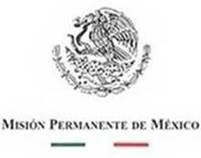 MISIÓN PERMANENTE DE MÉXICO